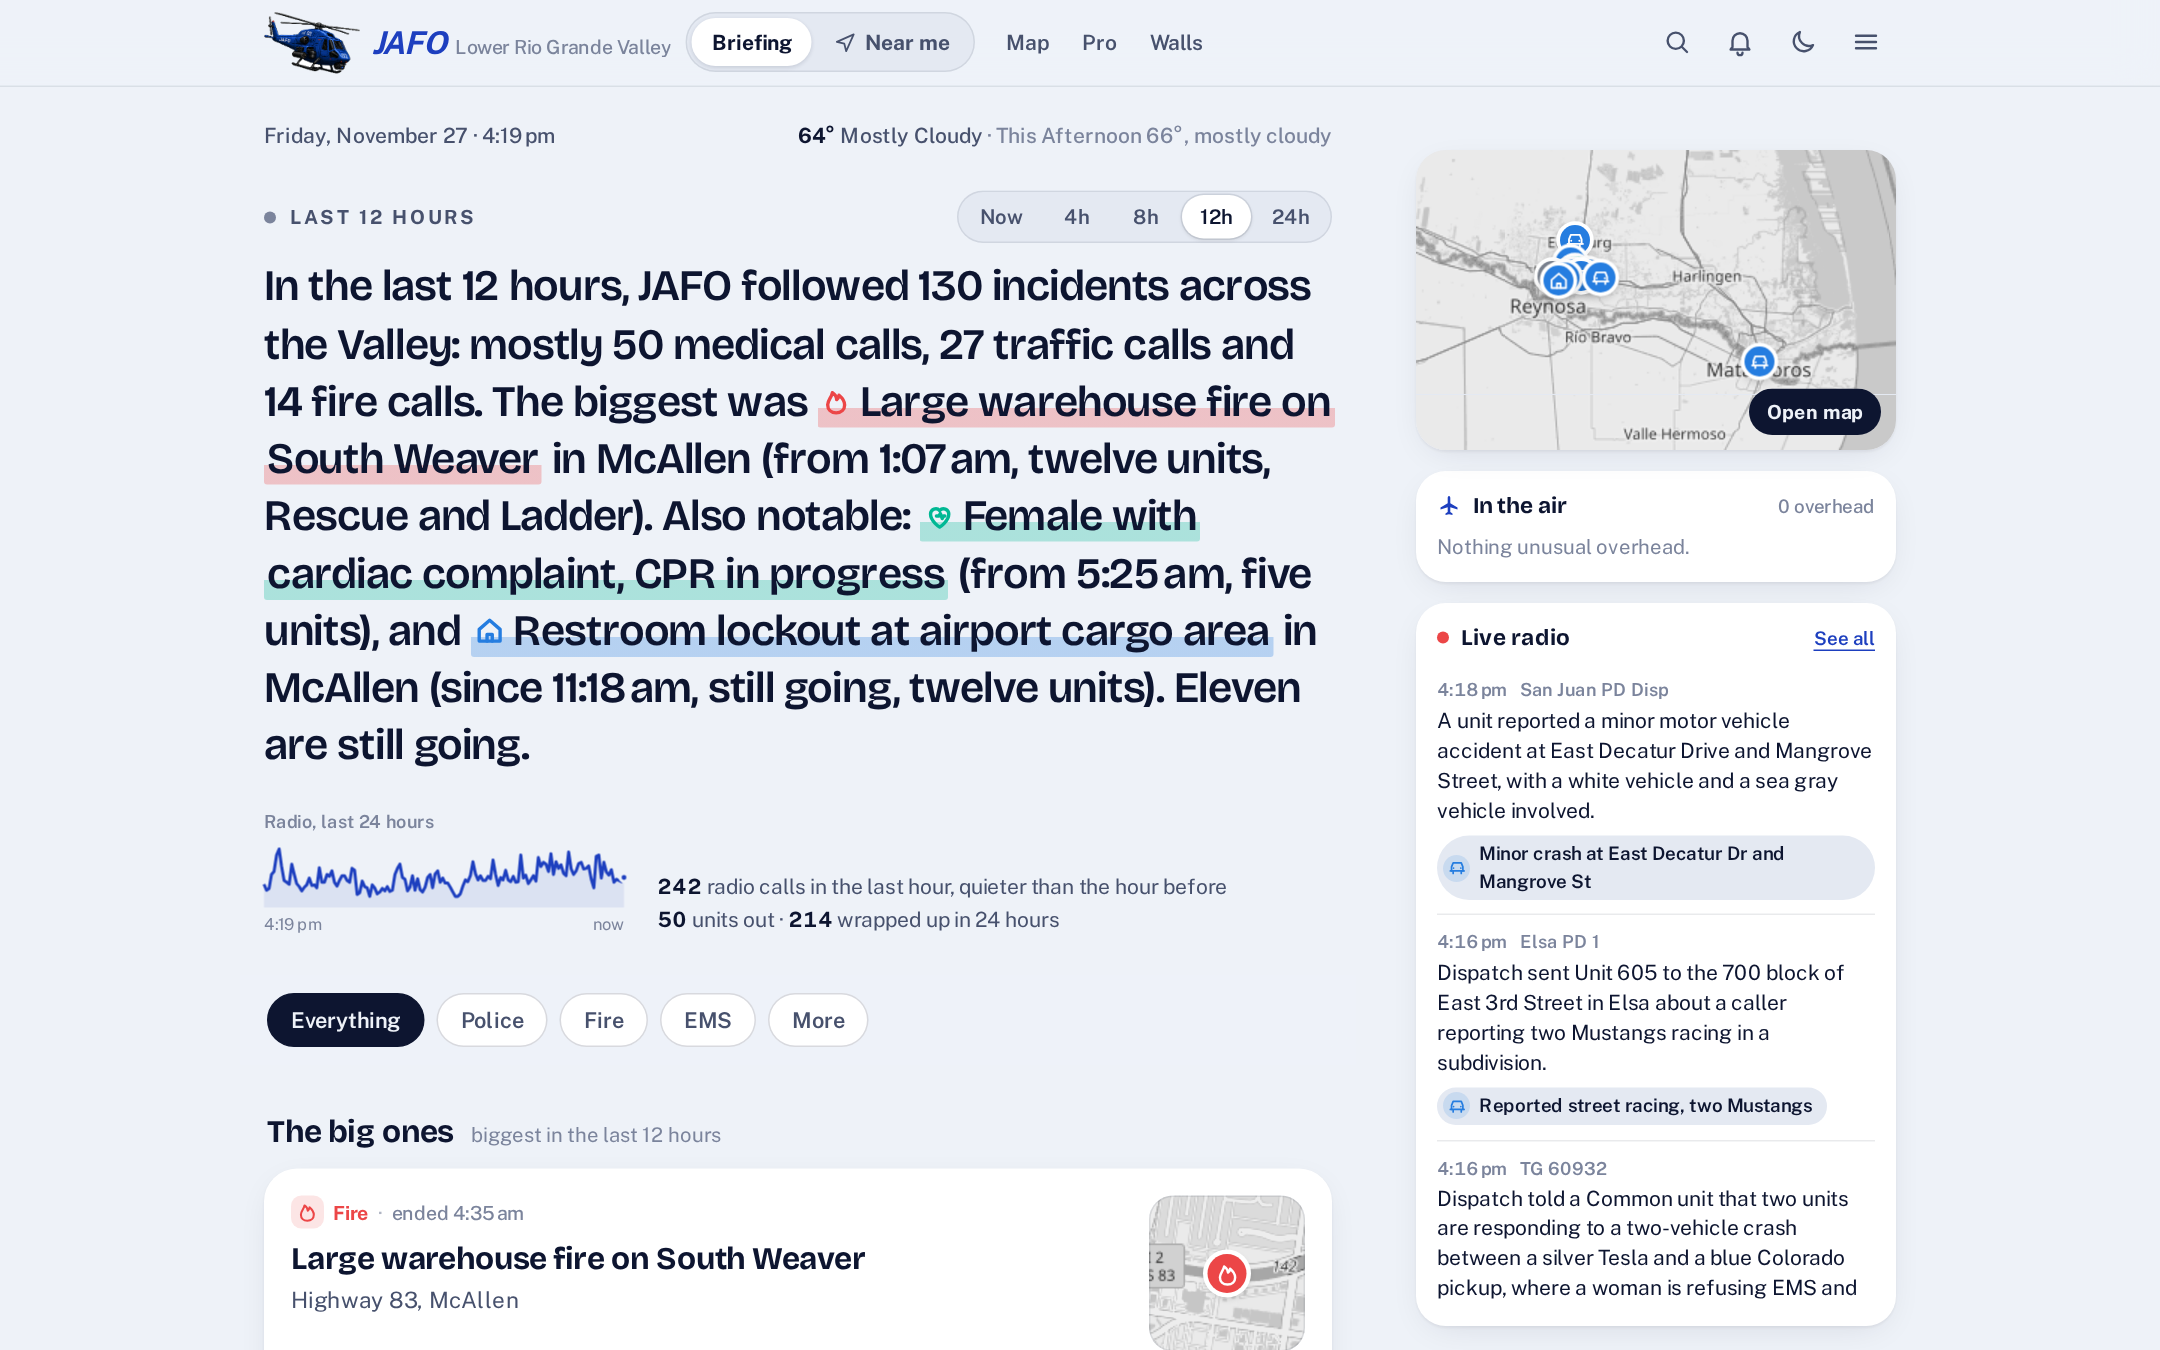 JAFO Lower Rio Grande Valley
Briefing
Near me
Map
Pro
Walls
Friday, November 27 · 4:19 pm
64° Mostly Cloudy · This Afternoon 66°, mostly cloudy
LAST 12 HOURS
Now
4h
8h
12h
24h
In the last 12 hours, JAFO followed 130 incidents across
the Valley: mostly 50 medical calls, 27 traffic calls and
14 fire calls. The biggest was Large warehouse fire on
South Weaver in McAllen (from 1:07 am, twelve units,
Rescue and Ladder). Also notable: Female with
cardiac complaint, CPR in progress (from 5:25 am, five
units), and Restroom lockout at airport cargo area in
McAllen (since 11:18 am, still going, twelve units). Eleven
are still going.
Radio, last 24 hours
4:19 pm
now
242 radio calls in the last hour, quieter than the hour before
50 units out · 214 wrapped up in 24 hours
Everything
Police
Fire
EMS
More
The big ones biggest in the last 12 hours
Fire · ended 4:35 am
Large warehouse fire on South Weaver
Highway 83, McAllen
83
142
Harlingen
Reynosa
Río Bravo
Valle Hermoso
Open map
In the air
0 overhead
Nothing unusual overhead.
Live radio
See all
4:18 pm San Juan PD Disp
A unit reported a minor motor vehicle
accident at East Decatur Drive and Mangrove
Street, with a white vehicle and a sea gray
vehicle involved.
Minor crash at East Decatur Dr and
Mangrove St
4:16 pm Elsa PD 1
Dispatch sent Unit 605 to the 700 block of
East 3rd Street in Elsa about a caller
reporting two Mustangs racing in a
subdivision.
Reported street racing, two Mustangs
4:16 pm TG 60932
Dispatch told a Common unit that two units
are responding to a two-vehicle crash
between a silver Tesla and a blue Colorado
pickup, where a woman is refusing EMS and